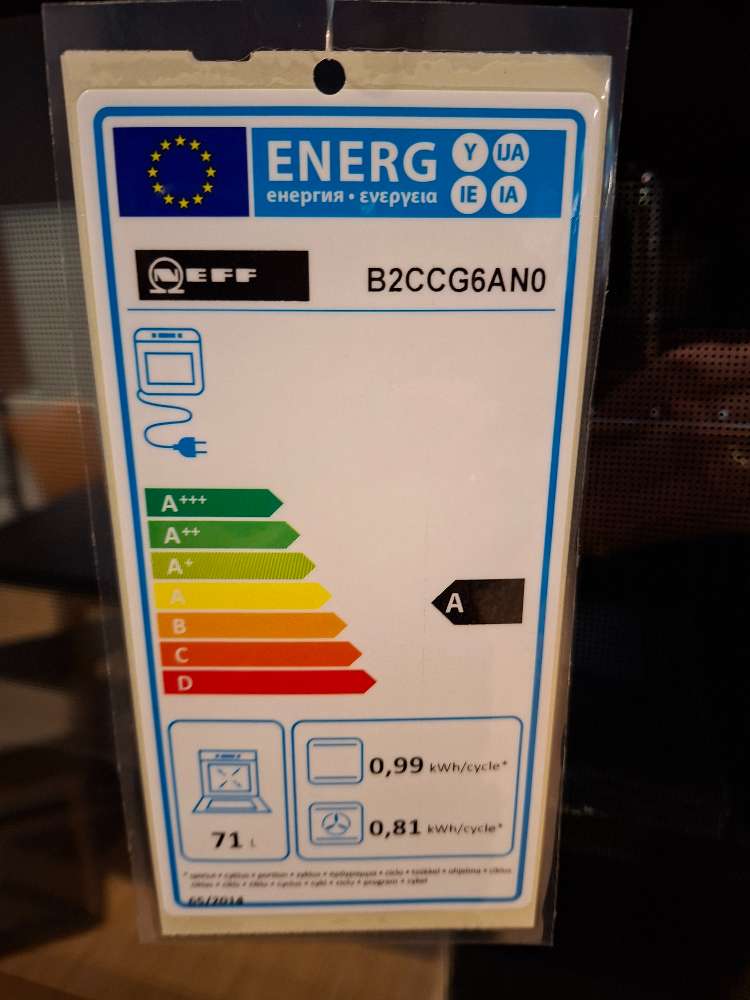 ENERG Y IJA
енергия · ενεργεια IE IA
NEFF B2CCG6AN0
A+++
A++
A+
A
A
B
C
D
0,99 kWh/cycle*
71 L
0,81 kWh/cycle*
65/2014